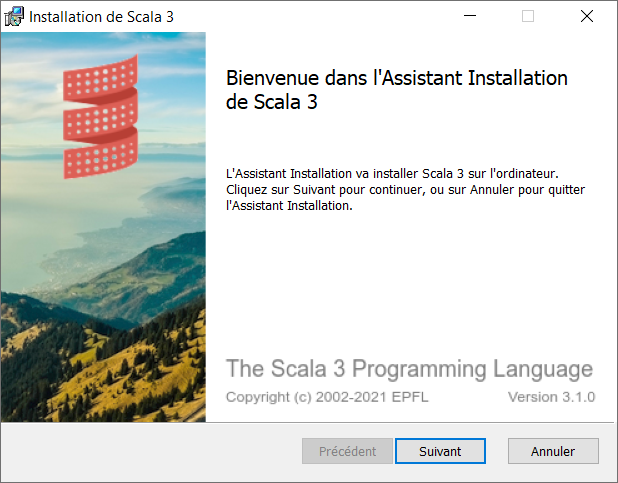 Installation de Scala 3
Bienvenue dans l'Assistant Installation
de Scala 3
L'Assistant Installation va installer Scala 3 sur l'ordinateur.
Cliquez sur Suivant pour continuer, ou sur Annuler pour quitter
l'Assistant Installation.
The Scala 3 Programming Language
Copyright (c) 2002-2021 EPFL Version 3.1.0
Précédent Suivant Annuler